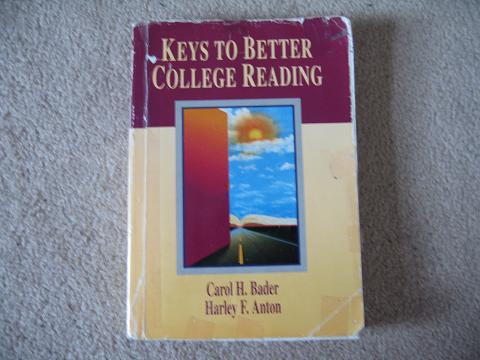 KEYS TO BETTER
COLLEGE READING
Carol H. Bader
Harley F. Anton